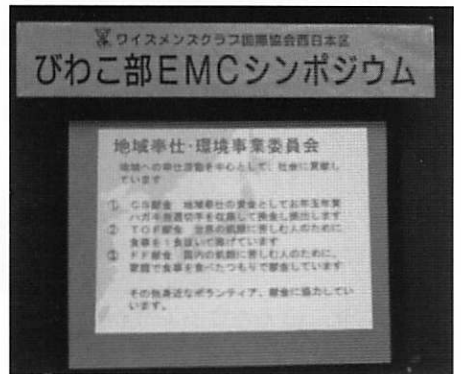 ワイズメンズクラブ国際協会西日本区
びわこ部EMCシンポジウム
地域奉仕・環境事業委員会
地域への奉仕活動を中心として、社会に貢献し
ています
① CS献金 地域奉仕の資金としてお年玉年賀
ハガキ当選切手を収集して換金し拠出します
② TOF献金 世界の飢餓に苦しむ人のために
食事を1食抜いて捧げています
③ FF献金 国内の飢餓に苦しむ人のために、
家庭で食事を食べたつもりで献金しています
その他身近なボランティア、献金に協力してい
います。